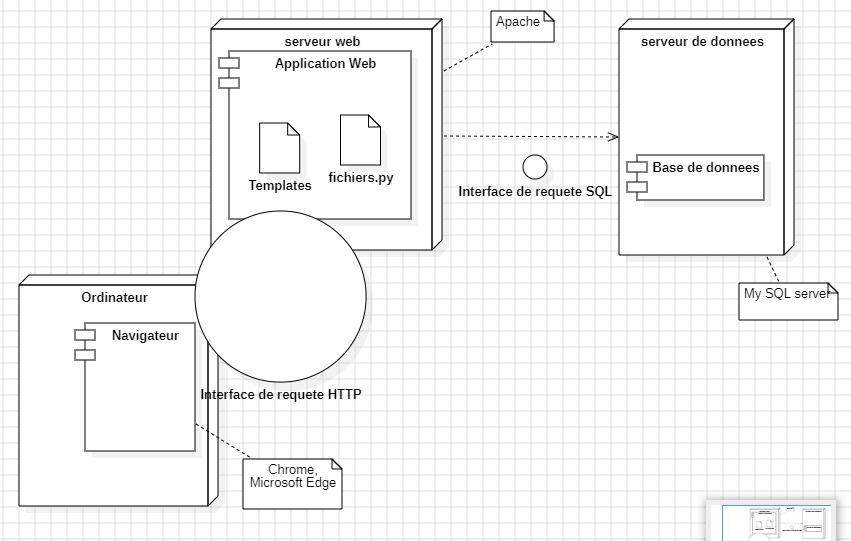 Apache
serveur web
serveur de donnees
Application Web
Templates
fichiers.py
Base de donnees
Interface de requete SQL
My SQL server
Ordinateur
Navigateur
Interface de requete HTTP
Chrome,
Microsoft Edge